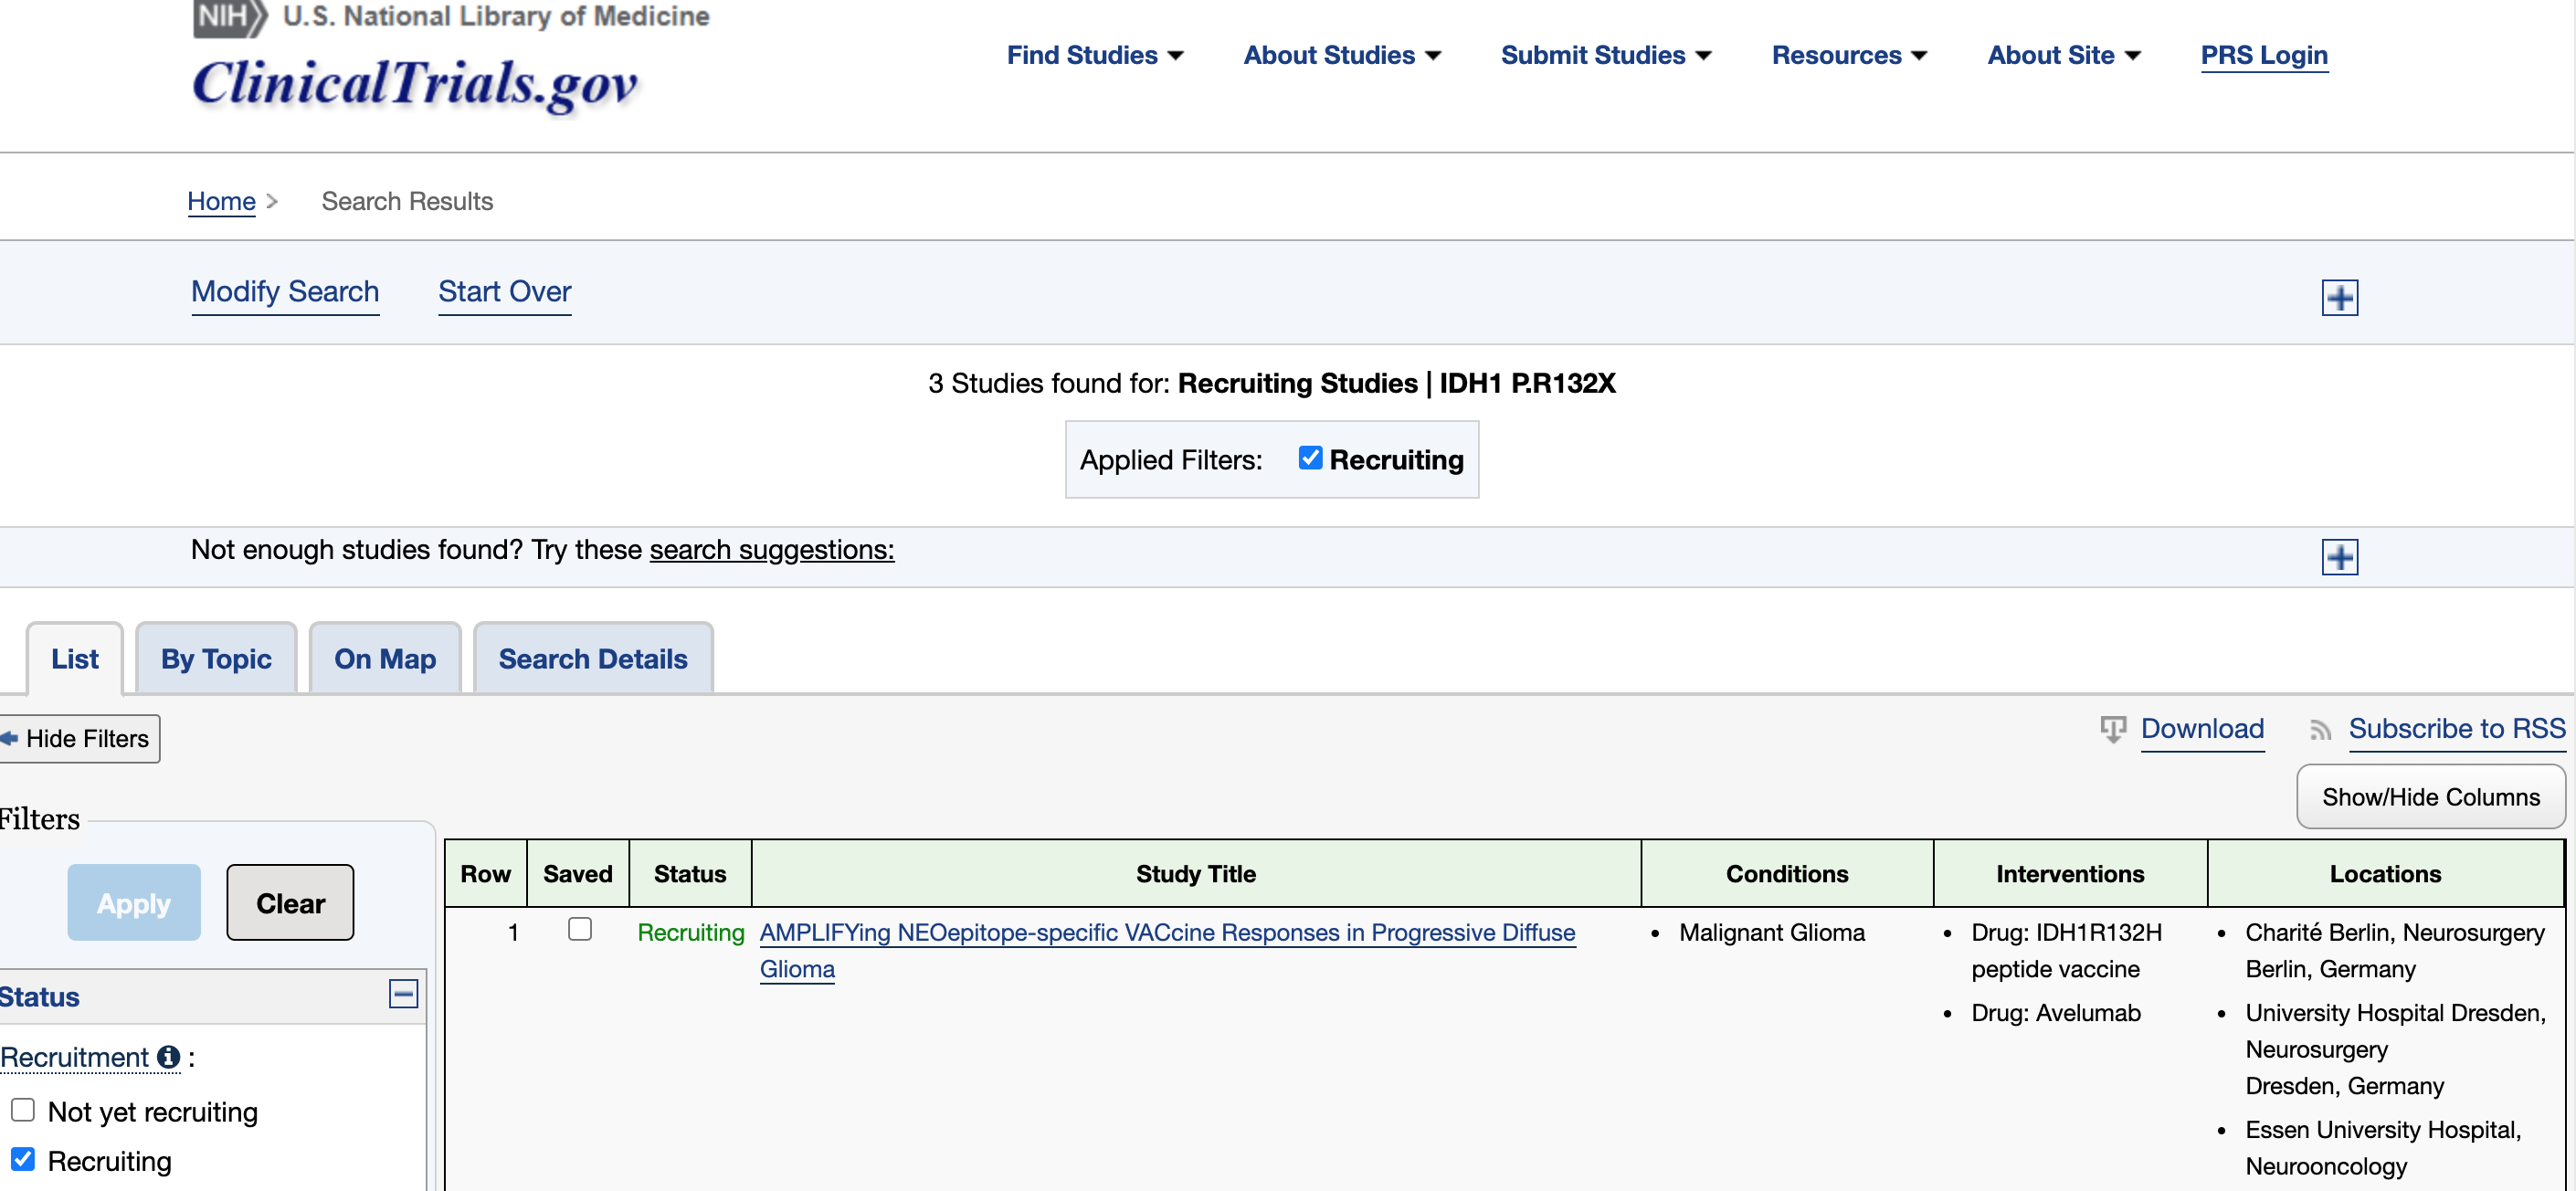 NIH U.S. National Library of Medicine
ClinicalTrials.gov
Find Studies About Studies Submit Studies Resources About Site PRS Login
Home > Search Results
Modify Search Start Over
3 Studies found for: Recruiting Studies | IDH1 P.R132X
Applied Filters: Recruiting
Not enough studies found? Try these search suggestions:
List By Topic On Map Search Details
Hide Filters
Download Subscribe to RSS
Show/Hide Columns
Filters
Apply Clear
Status
Recruitment :
Not yet recruiting
Recruiting
Row Saved Status Study Title Conditions Interventions Locations
1 Recruiting AMPLIFYing NEOepitope-specific VACcine Responses in Progressive Diffuse
Glioma
• Malignant Glioma
• Drug: IDH1R132H
peptide vaccine
• Drug: Avelumab
• Charité Berlin, Neurosurgery
Berlin, Germany
• University Hospital Dresden,
Neurosurgery
Dresden, Germany
• Essen University Hospital,
Neurooncology